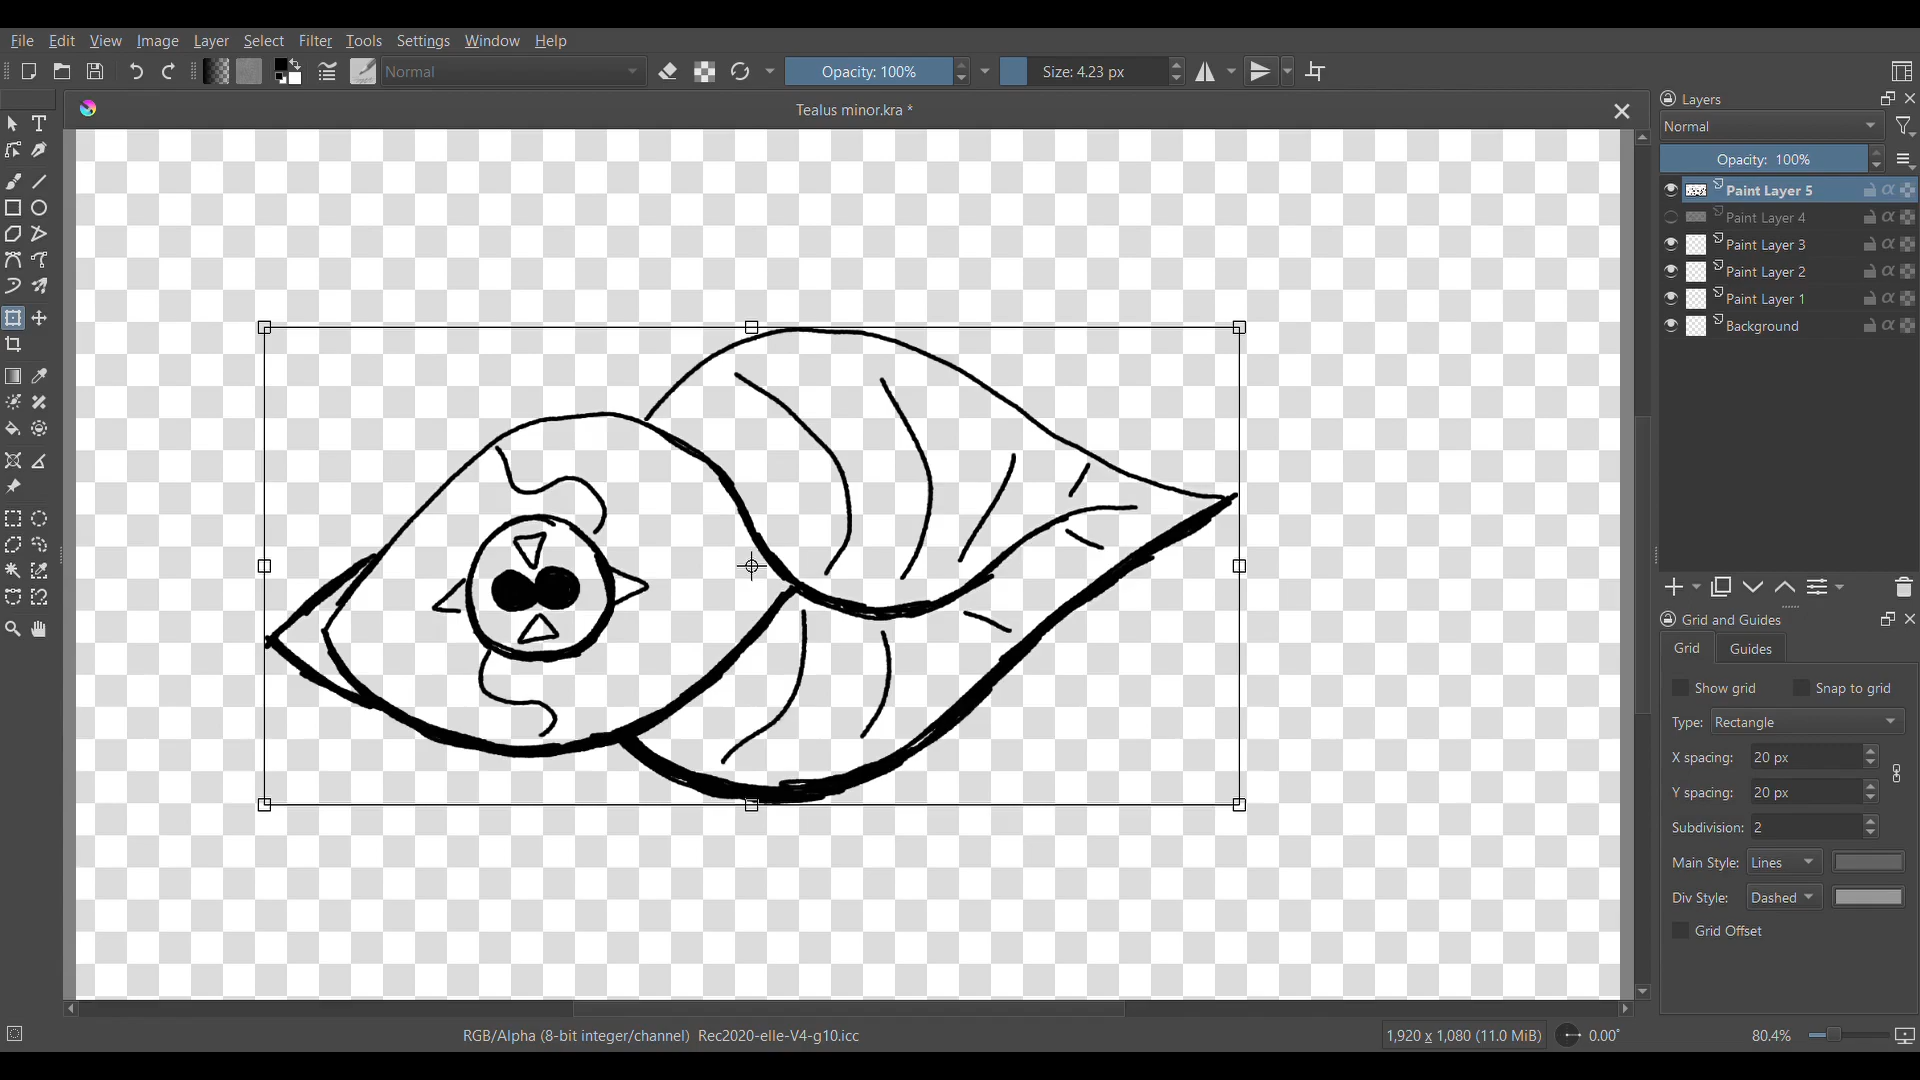 File Edit View Image Layer Select Filter Tools Settings Window Help
Normal Opacity: 100% Size: 4.23 px
Tealus minor.kra *
Layers
Normal
Opacity: 100%
Paint Layer 5
Paint Layer 4
Paint Layer 3
Paint Layer 2
Paint Layer 1
Background
Grid and Guides
Grid Guides
Show grid Snap to grid
Type: Rectangle
X spacing: 20 px
Y spacing: 20 px
Subdivision: 2
Main Style: Lines
Div Style: Dashed
Grid Offset
RGB/Alpha (8-bit integer/channel) Rec2020-elle-V4-g10.icc 1,920 x 1,080 (11.0 MiB) 0.00° 80.4%